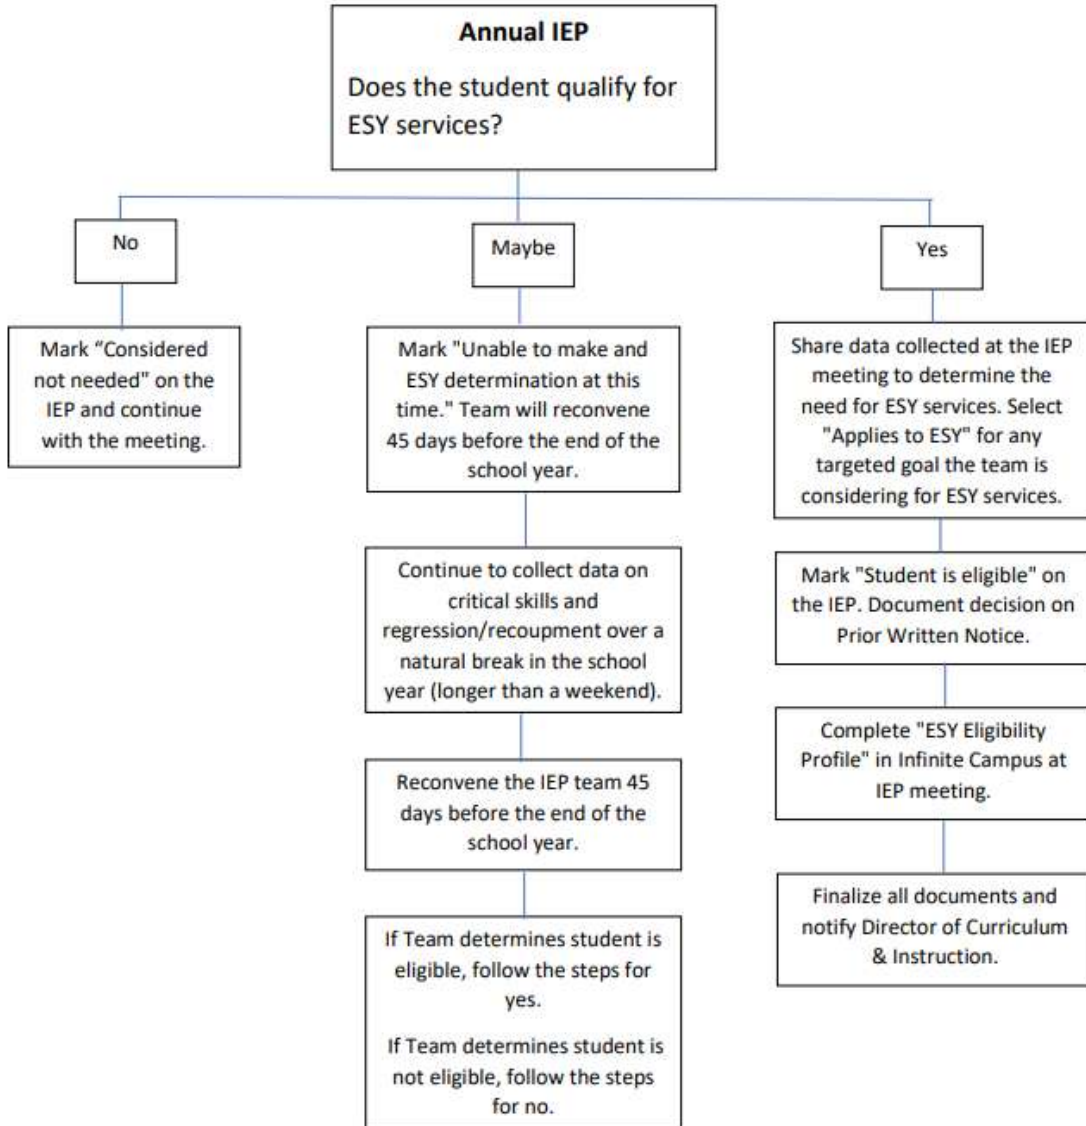 Annual IEP
Does the student qualify for
ESY services?
No
Mark “Considered
not needed" on the
IEP and continue
with the meeting.
Maybe
Mark "Unable to make and
ESY determination at this
time." Team will reconvene
45 days before the end of the
school year.
Continue to collect data on
critical skills and
regression/recoupment over a
natural break in the school
year (longer than a weekend).
Reconvene the IEP team 45
days before the end of the
school year.
If Team determines student is
eligible, follow the steps for
yes.
If Team determines student is
not eligible, follow the steps
for no.
Yes
Share data collected at the IEP
meeting to determine the
need for ESY services. Select
"Applies to ESY" for any
targeted goal the team is
considering for ESY services.
Mark "Student is eligible" on
the IEP. Document decision on
Prior Written Notice.
Complete "ESY Eligibility
Profile" in Infinite Campus at
IEP meeting.
Finalize all documents and
notify Director of Curriculum
& Instruction.